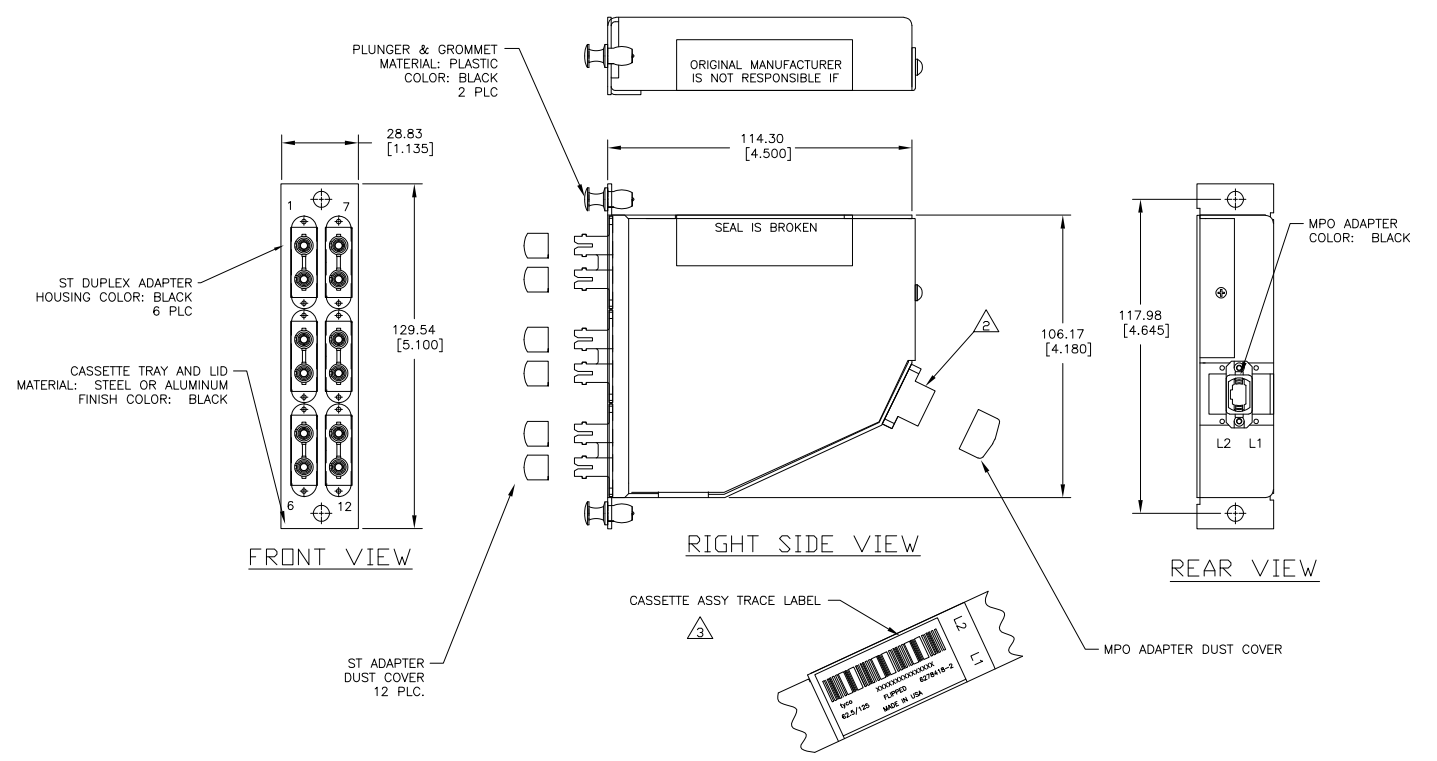 PLUNGER & GROMMET
MATERIAL: PLASTIC
COLOR: BLACK
2 PLC
ORIGINAL MANUFACTURER
IS NOT RESPONSIBLE IF
28.83
[1.135]
114.30
[4.500]
1
7
SEAL IS BROKEN
MPO ADAPTER
COLOR: BLACK
ST DUPLEX ADAPTER
HOUSING COLOR: BLACK
6 PLC
129.54
[5.100]
2
106.17
[4.180]
117.98
[4.645]
CASSETTE TRAY AND LID
MATERIAL: STEEL OR ALUMINUM
FINISH COLOR: BLACK
L2 L1
6
12
FRONT VIEW
RIGHT SIDE VIEW
REAR VIEW
CASSETTE ASSY TRACE LABEL
3
L2
L1
MPO ADAPTER DUST COVER
ST ADAPTER
DUST COVER
12 PLC.
XXXXXXXXXXXXXXXX
tyco FLIPPED 6278416-2
62.5/125 MADE IN USA